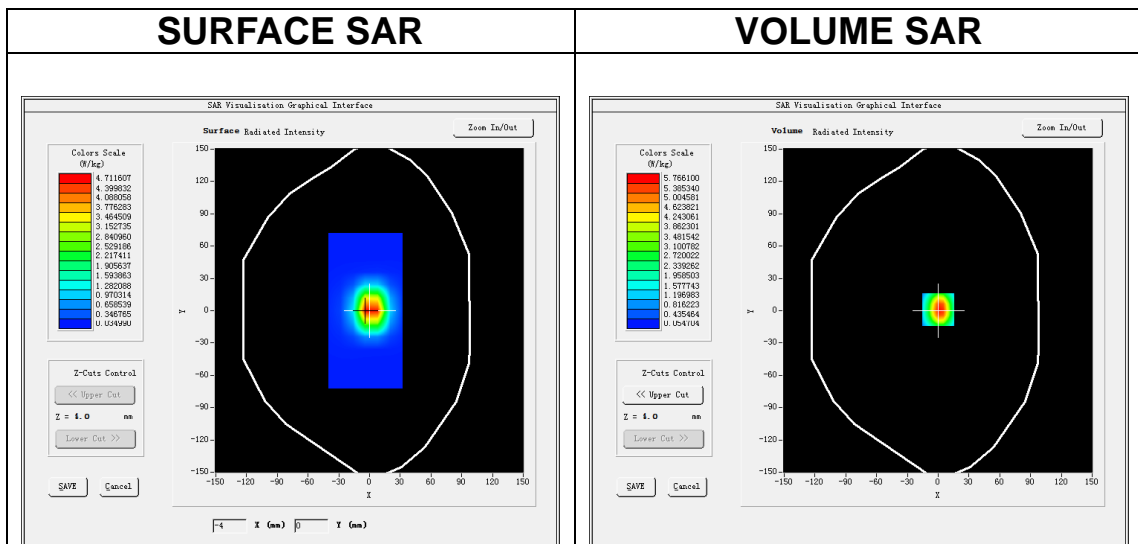 SURFACE SAR
VOLUME SAR
SAR Visualisation Graphical Interface
Surface Radiated Intensity
Zoom In/Out
Colors Scale
(W/kg)
4.711607
4.399832
4.088058
3.776283
3.464509
3.152735
2.840960
2.529186
2.217411
1.905637
1.593863
1.282088
0.970314
0.658539
0.346765
0.034990
Z-Cuts Control
<< Upper Cut
Z = 4.0 mm
Lower Cut >>
SAVE Cancel
150
120
90
60
30
0
-30
-60
-90
-120
-150
Y
-150 -120 -90 -60 -30 0 30 60 90 120 150
X
-4 X (mm) 0 Y (mm)
SAR Visualisation Graphical Interface
Volume Radiated Intensity
Zoom In/Out
Colors Scale
(W/kg)
5.766100
5.385340
5.004581
4.623821
4.243061
3.862301
3.481542
3.100782
2.720022
2.339262
1.958503
1.577743
1.196983
0.816223
0.435464
0.054704
Z-Cuts Control
<< Upper Cut
Z = 4.0 mm
Lower Cut >>
SAVE Cancel
150
120
90
60
30
0
-30
-60
-90
-120
-150
Y
-150 -120 -90 -60 -30 0 30 60 90 120 150
X